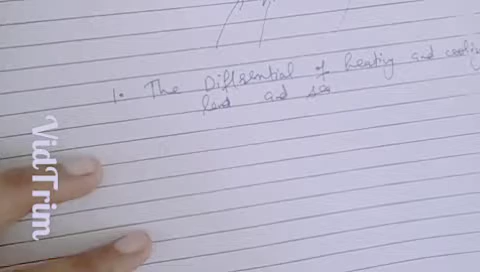 1. The Differential of heating and cooling
land and sea
VidTrim